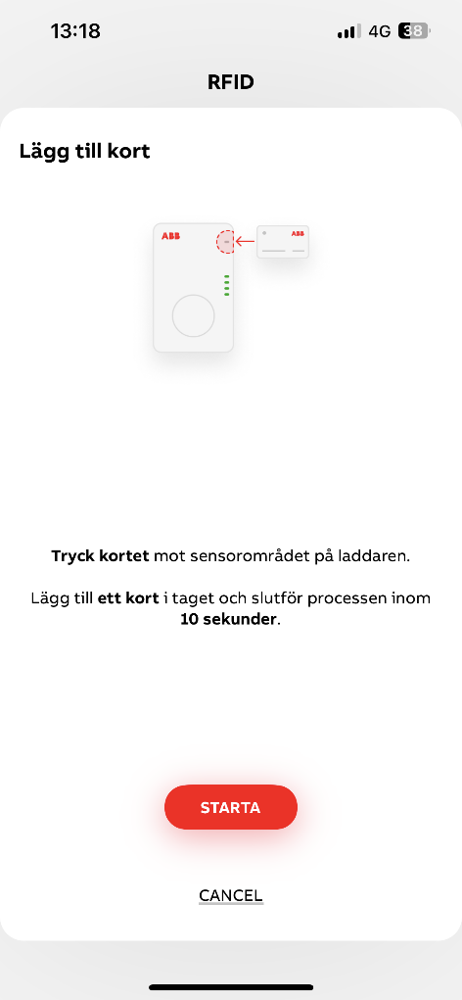 13:18
4G
38
RFID
Lägg till kort
ABB
ABB
Tryck kortet mot sensorområdet på laddaren.
Lägg till ett kort i taget och slutför processen inom
10 sekunder.
STARTA
CANCEL